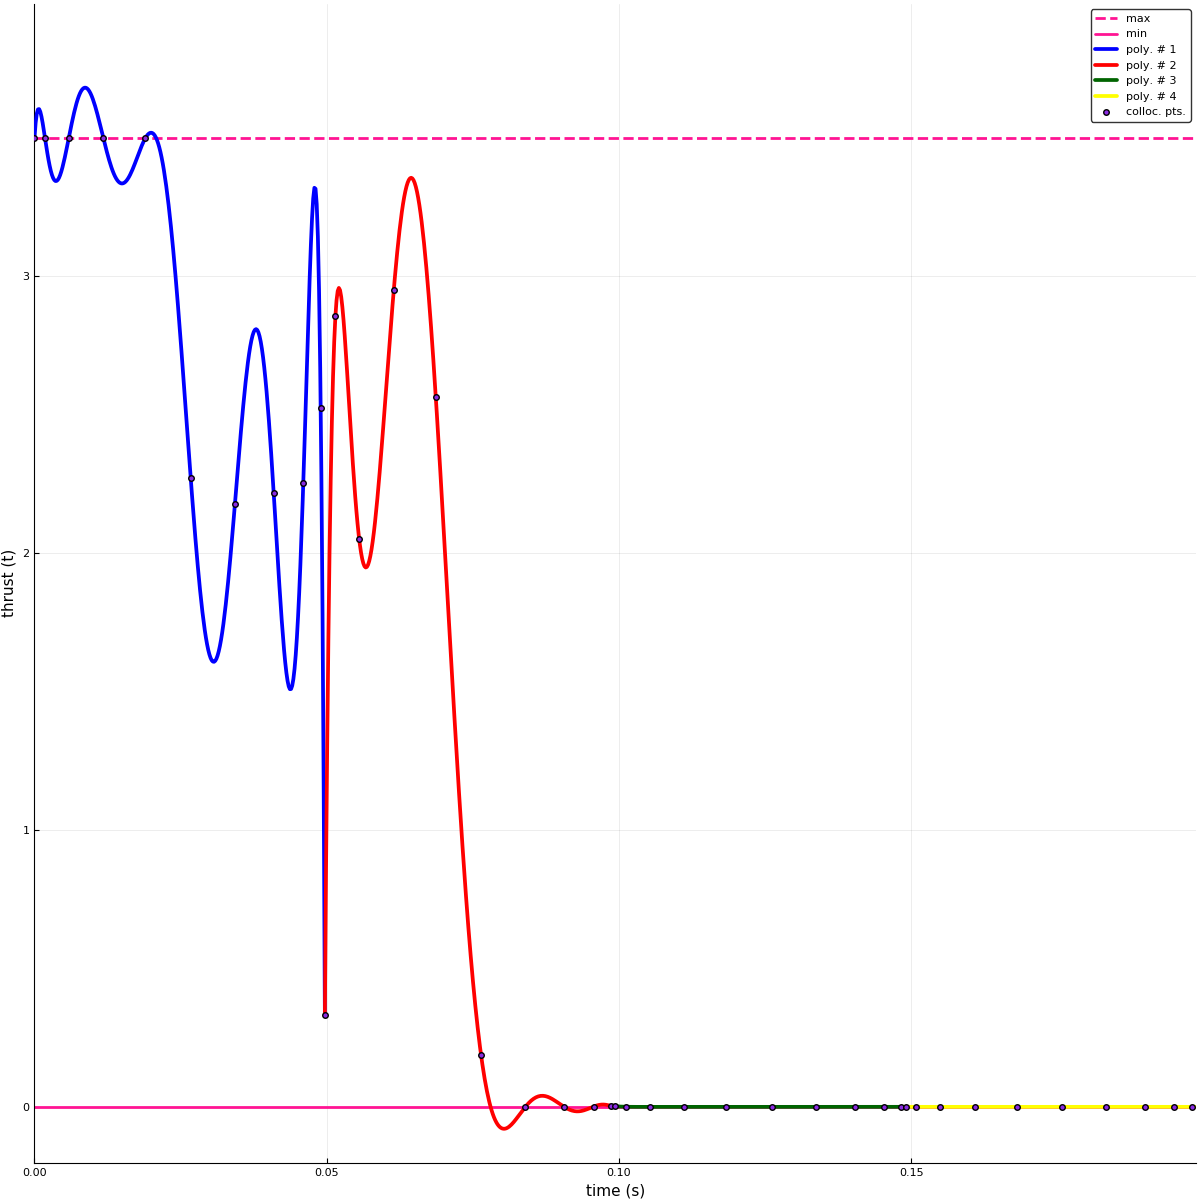 max
min
poly. # 1
poly. # 2
poly. # 3
poly. # 4
colloc. pts.
thrust (t)
3
2
1
0
0.00
0.05
0.10
0.15
time (s)